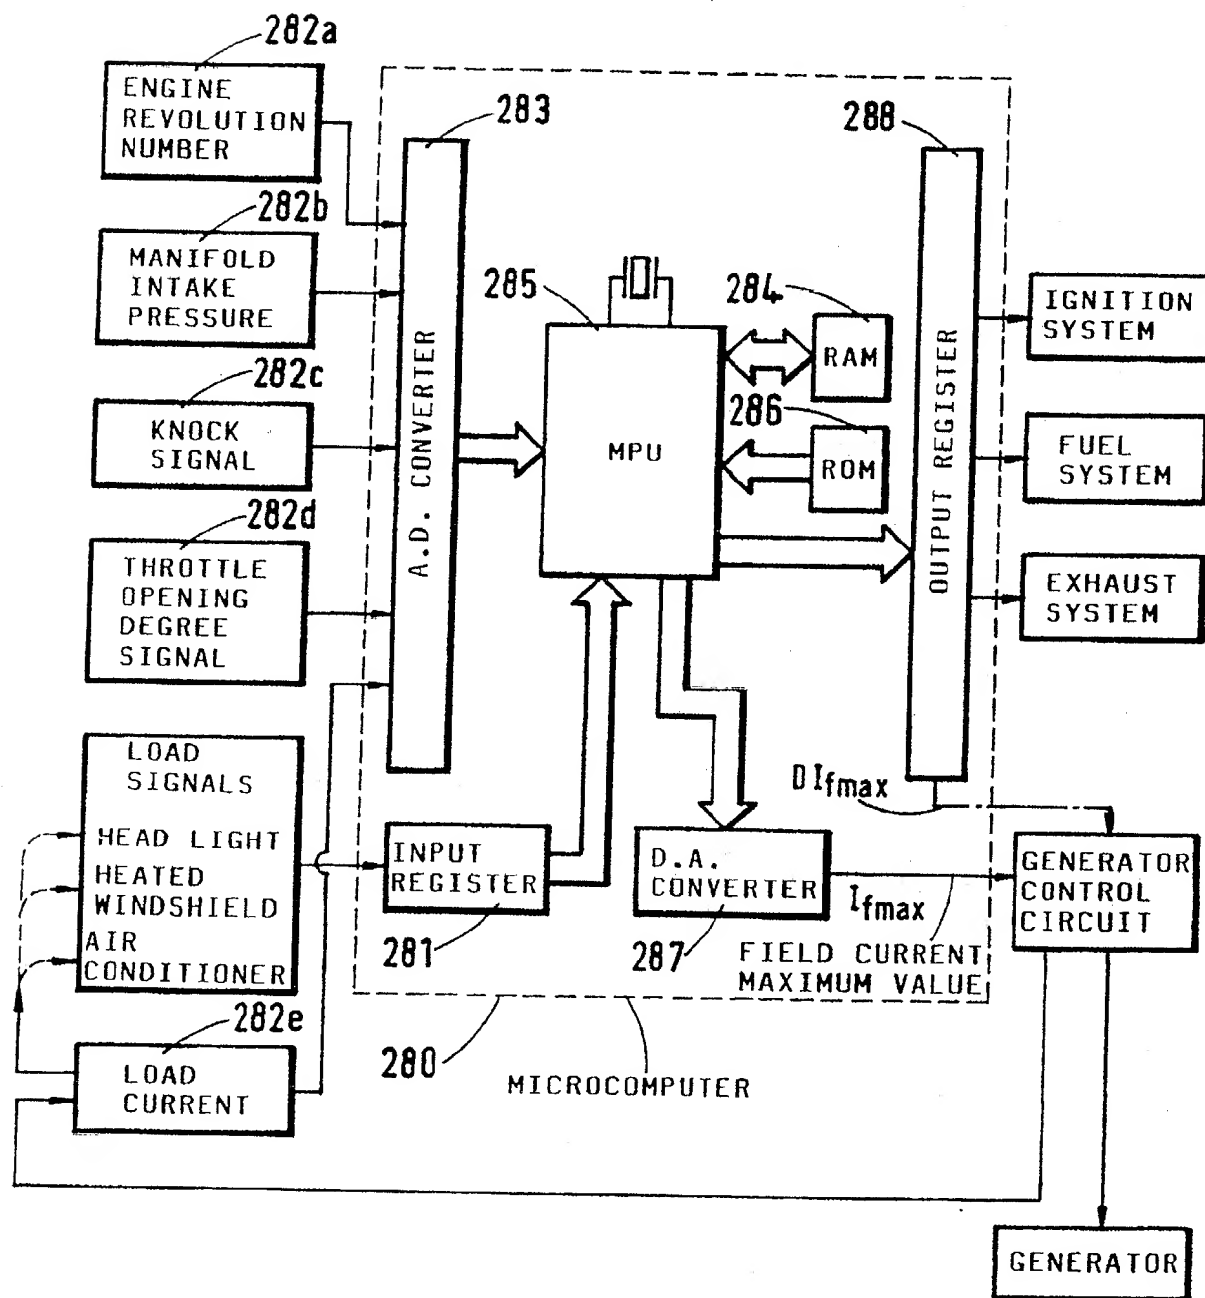 282a
ENGINE
REVOLUTION
NUMBER
282b
MANIFOLD
INTAKE
PRESSURE
282c
KNOCK
SIGNAL
282d
THROTTLE
OPENING
DEGREE
SIGNAL
LOAD
SIGNALS
HEAD LIGHT
HEATED
WINDSHIELD
AIR
CONDITIONER
282e
LOAD
CURRENT
283
A.D. CONVERTER
INPUT
REGISTER
281
285
MPU
284
RAM
286
ROM
D.A.
CONVERTER
287
288
OUTPUT REGISTER
IGNITION
SYSTEM
FUEL
SYSTEM
EXHAUST
SYSTEM
DIfmax
Ifmax
FIELD CURRENT
MAXIMUM VALUE
GENERATOR
CONTROL
CIRCUIT
280
MICROCOMPUTER
GENERATOR